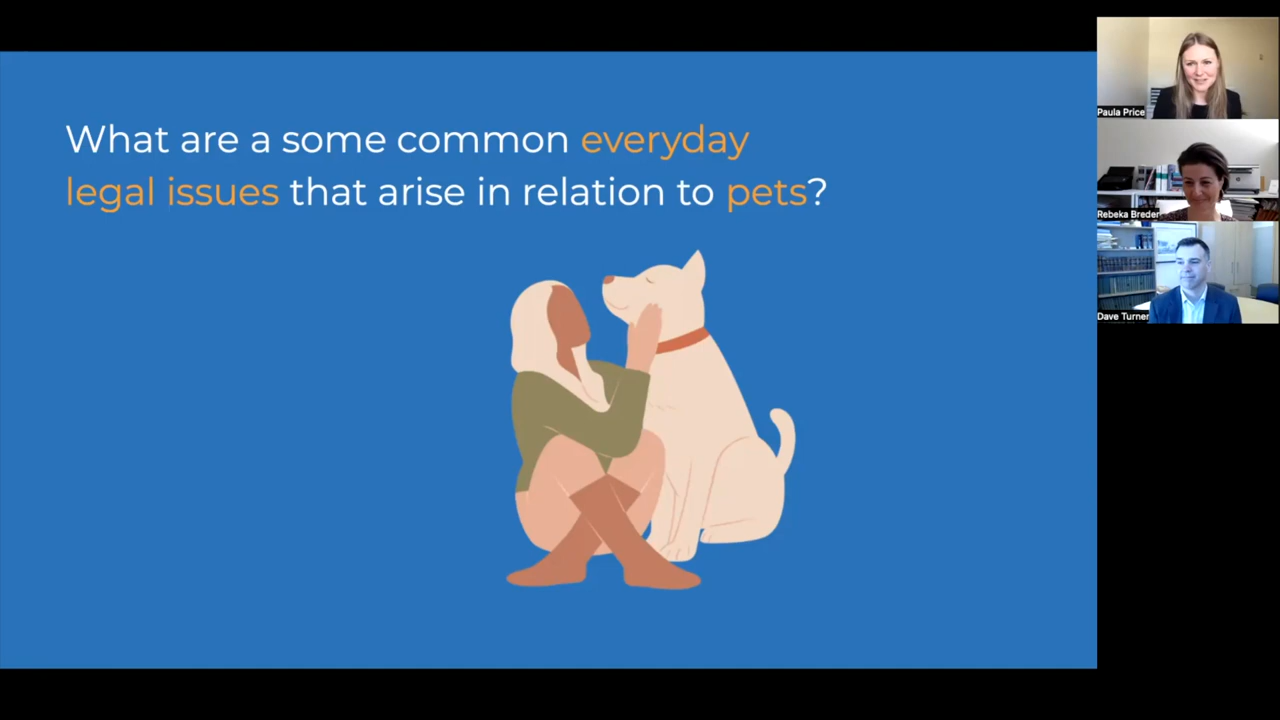 What are a some common everyday
legal issues that arise in relation to pets?
Paula Price
Rebeka Breder
Dave Turner